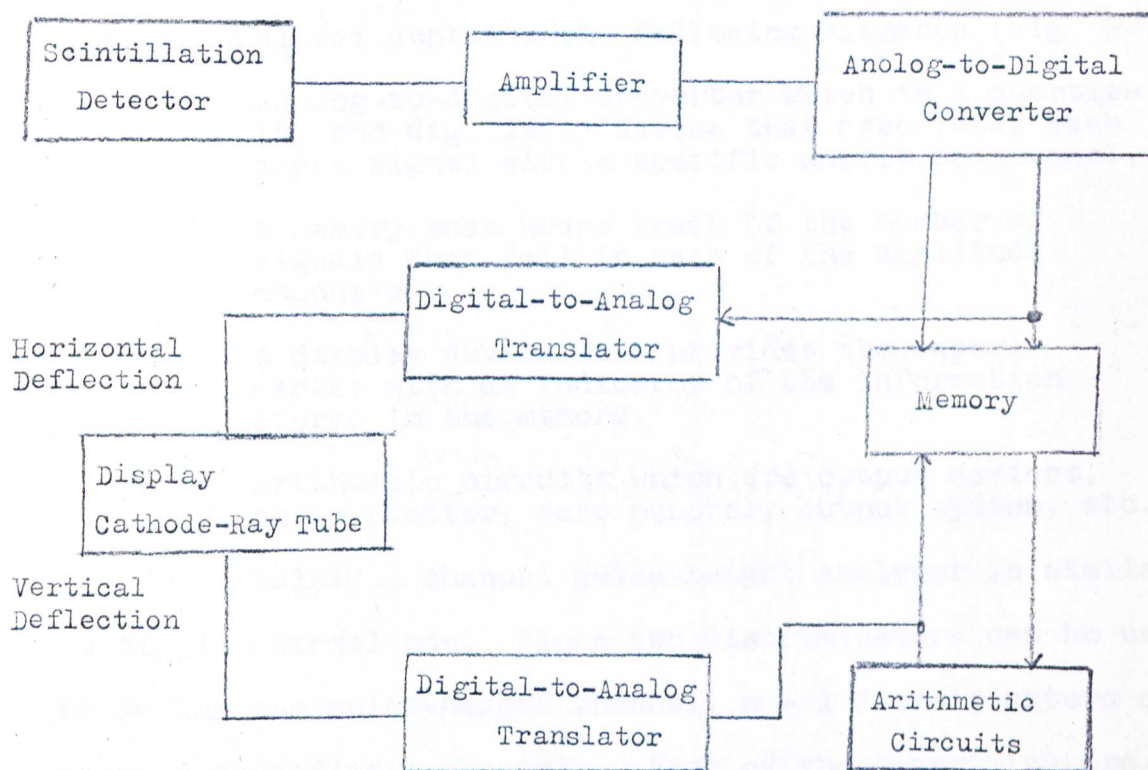 Scintillation
Detector
Amplifier
Anolog-to-Digital
Converter
Digital-to-Analog
Translator
Horizontal
Deflection
Memory
Display
Cathode-Ray Tube
Vertical
Deflection
Digital-to-Analog
Translator
Arithmetic
Circuits